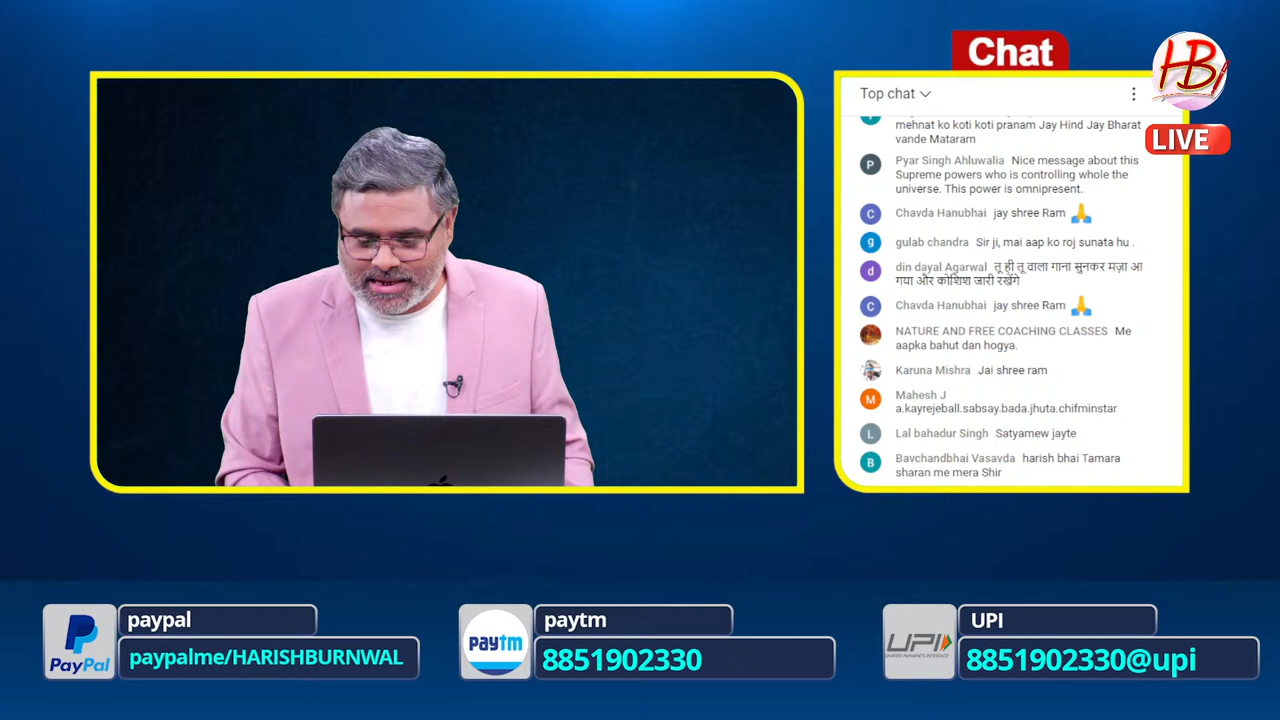 Chat
HBI
LIVE
Top chat
mehnat ko koti koti pranam Jay Hind Jay Bharat
vande Mataram
P
Pyar Singh Ahluwalia Nice message about this
Supreme powers who is controlling whole the
universe. This power is omnipresent.
C
Chavda Hanubhai jay shree Ram 🙏
g
gulab chandra Sir ji, mai aap ko roj sunata hu .
d
din dayal Agarwal तू ही तू वाला गाना सुनकर मज़ा आ
गया और कोशिश जारी रखेंगे
C
Chavda Hanubhai jay shree Ram 🙏
NATURE AND FREE COACHING CLASSES Me
aapka bahut dan hogya.
Karuna Mishra Jai shree ram
M
Mahesh J
a.kayrejeball.sabsay.bada.jhuta.chifminstar
L
Lal bahadur Singh Satyamew jayte
B
Bavchandbhai Vasavda harish bhai Tamara
sharan me mera Shir
PayPal
paypal
paypalme/HARISHBURNWAL
paytm
paytm
8851902330
UPI
UNIFIED PAYMENTS INTERFACE
UPI
8851902330@upi